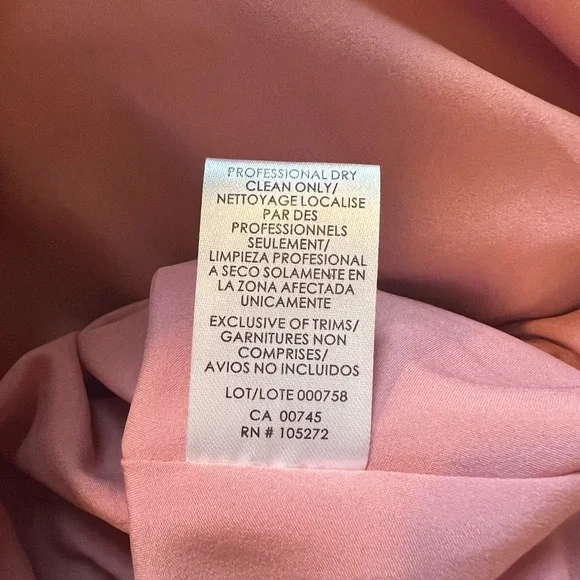 PROFESSIONAL DRY
CLEAN ONLY/
NETTOYAGE LOCALISE
PAR DES
PROFESSIONNELS
SEULEMENT/
LIMPIEZA PROFESIONAL
A SECO SOLAMENTE EN
LA ZONA AFECTADA
UNICAMENTE
EXCLUSIVE OF TRIMS/
GARNITURES NON
COMPRISES/
AVIOS NO INCLUIDOS
LOT/LOTE 000758
CA 00745
RN # 105272